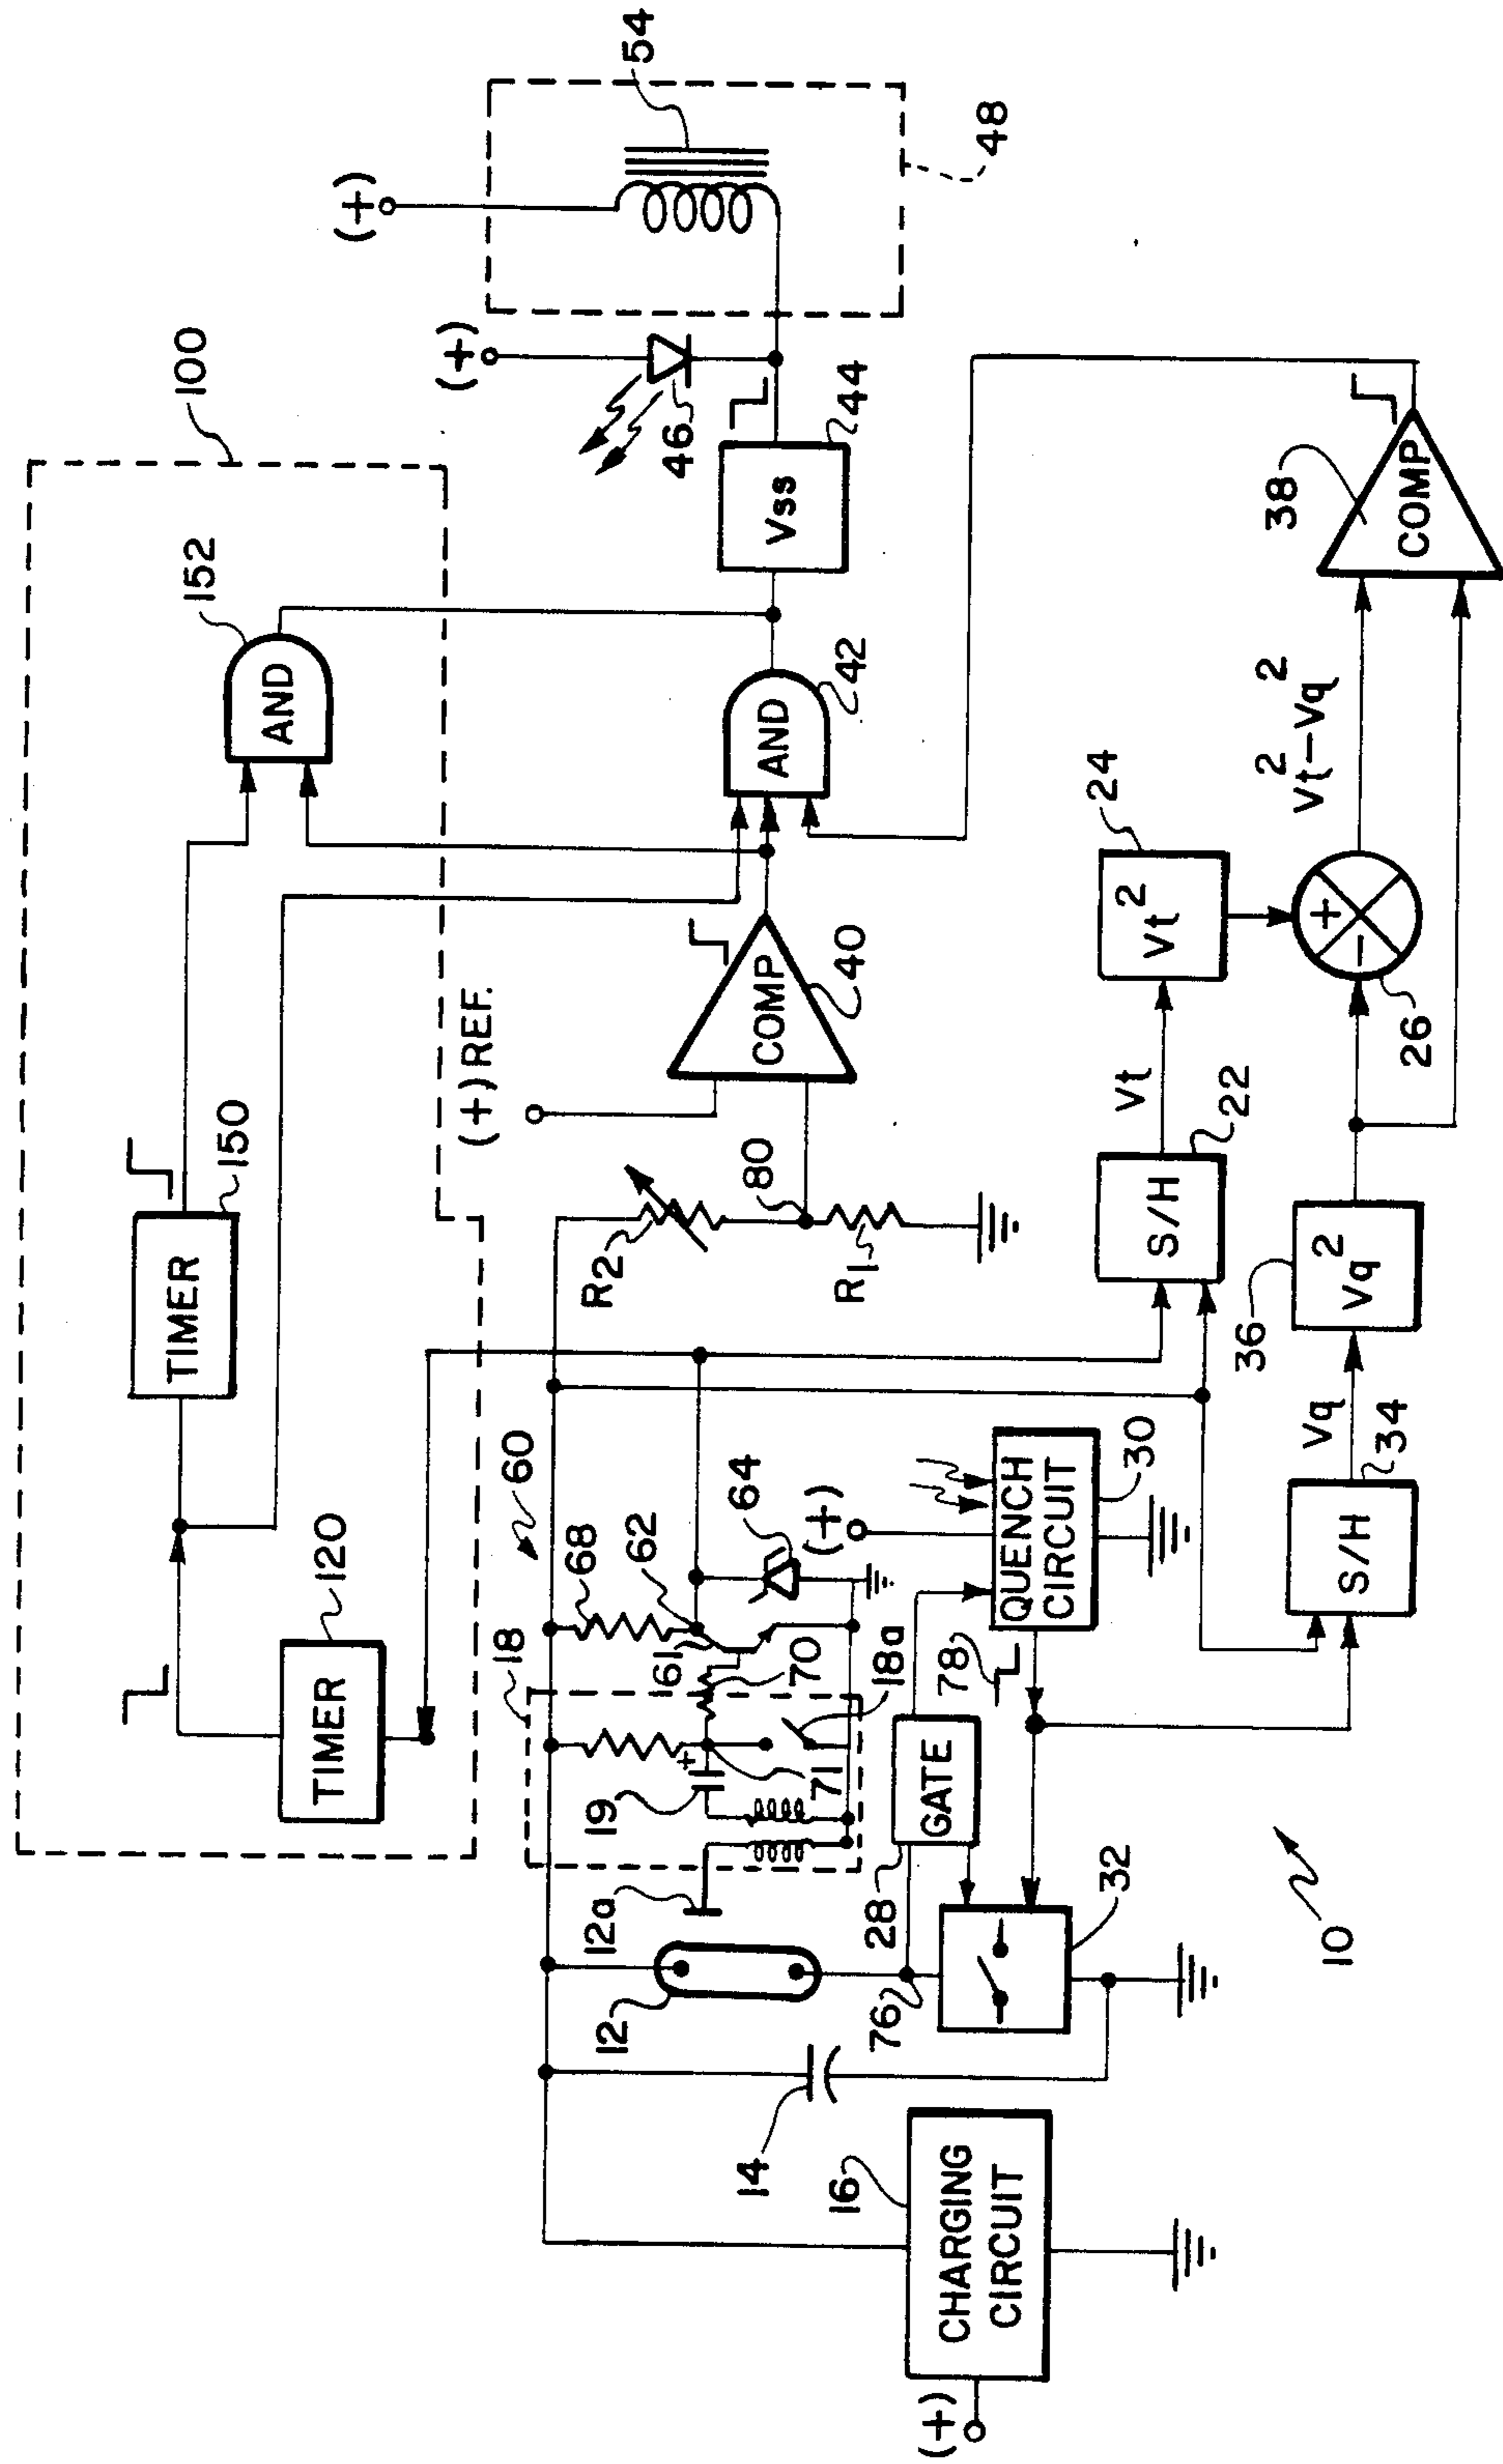 100
152
AND
150
TIMER
120
TIMER
(+)
54
48
(+)
46
44
Vss
(+) REF.
AND
42
COMP
40
80
R2
R1
60
68
62
61
64
18
70
18a
71
+
19
12a
12
14
16
CHARGING
CIRCUIT
(+)
76
28
GATE
78
32
(+)
QUENCH
CIRCUIT
30
10
S/H
34
Vq
36
Vq²
S/H
22
Vt
24
Vt²
+
-
26
Vt²-Vq²
38
COMP